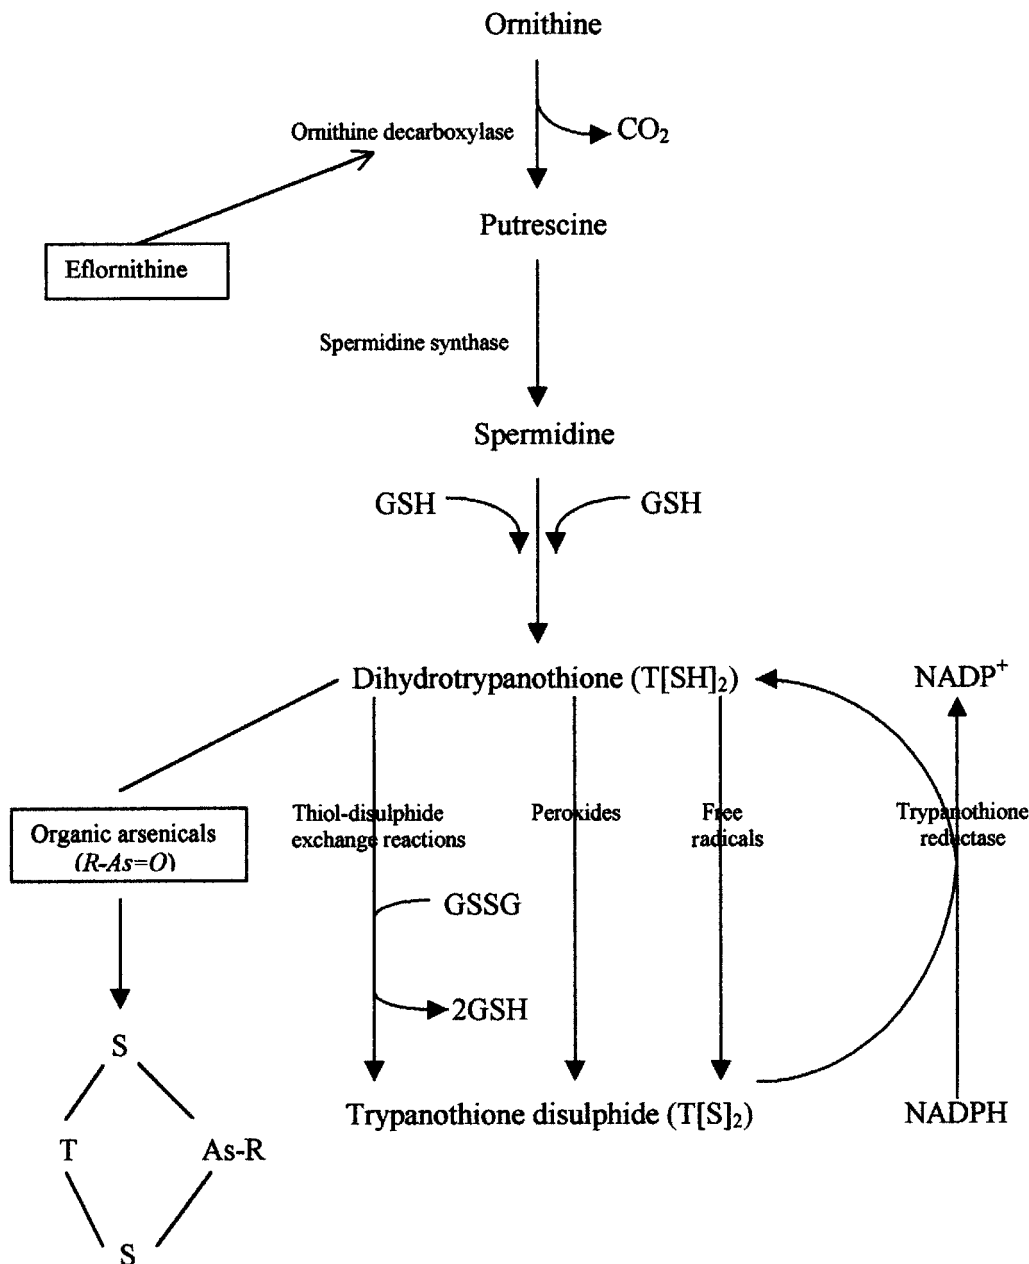 Ornithine
Ornithine decarboxylase
CO₂
Putrescine
Eflornithine
Spermidine synthase
Spermidine
GSH
GSH
Dihydrotrypanothione (T[SH]₂)
NADP⁺
Organic arsenicals
(R-As=O)
Thiol-disulphide
exchange reactions
Peroxides
Free
radicals
Trypanothione
reductase
GSSG
2GSH
S
T
As-R
S
Trypanothione disulphide (T[S]₂)
NADPH